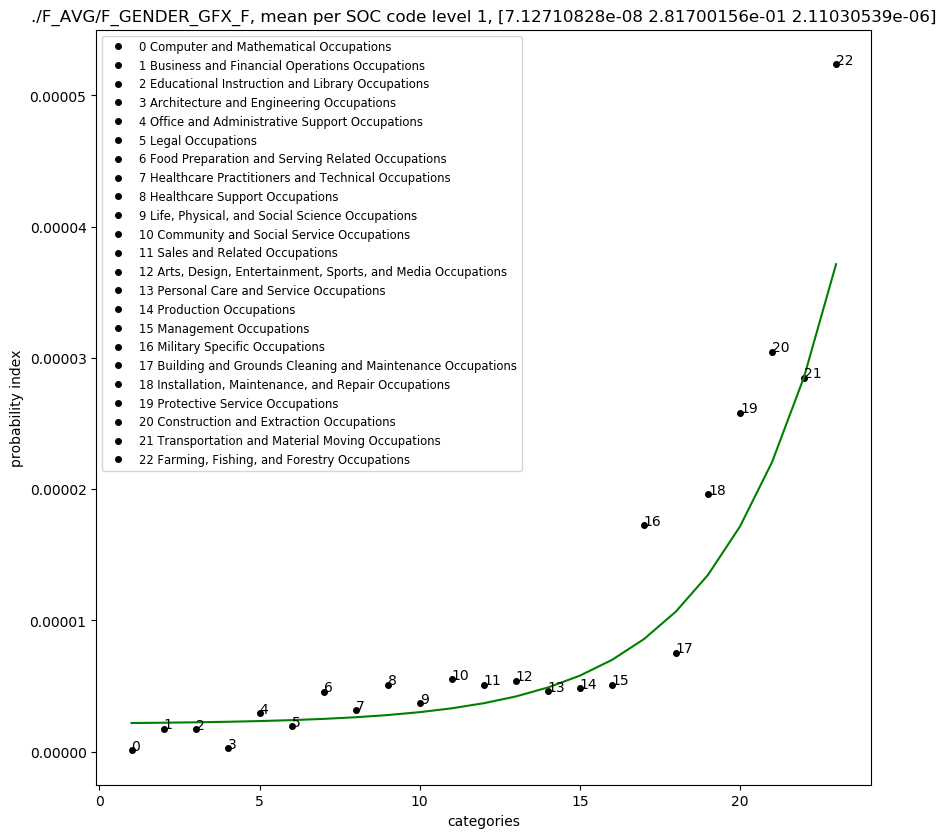 ./F_AVG/F_GENDER_GFX_F, mean per SOC code level 1, [7.12710828e-08 2.81700156e-01 2.11030539e-06]
0 Computer and Mathematical Occupations
1 Business and Financial Operations Occupations
2 Educational Instruction and Library Occupations
3 Architecture and Engineering Occupations
4 Office and Administrative Support Occupations
5 Legal Occupations
6 Food Preparation and Serving Related Occupations
7 Healthcare Practitioners and Technical Occupations
8 Healthcare Support Occupations
9 Life, Physical, and Social Science Occupations
10 Community and Social Service Occupations
11 Sales and Related Occupations
12 Arts, Design, Entertainment, Sports, and Media Occupations
13 Personal Care and Service Occupations
14 Production Occupations
15 Management Occupations
16 Military Specific Occupations
17 Building and Grounds Cleaning and Maintenance Occupations
18 Installation, Maintenance, and Repair Occupations
19 Protective Service Occupations
20 Construction and Extraction Occupations
21 Transportation and Material Moving Occupations
22 Farming, Fishing, and Forestry Occupations
probability index
0.00005
0.00004
0.00003
0.00002
0.00001
0.00000
0
1
2
3
4
5
6
7
8
9
10
11
12
13
14
15
16
17
18
19
20
21
22
0
5
10
15
20
categories